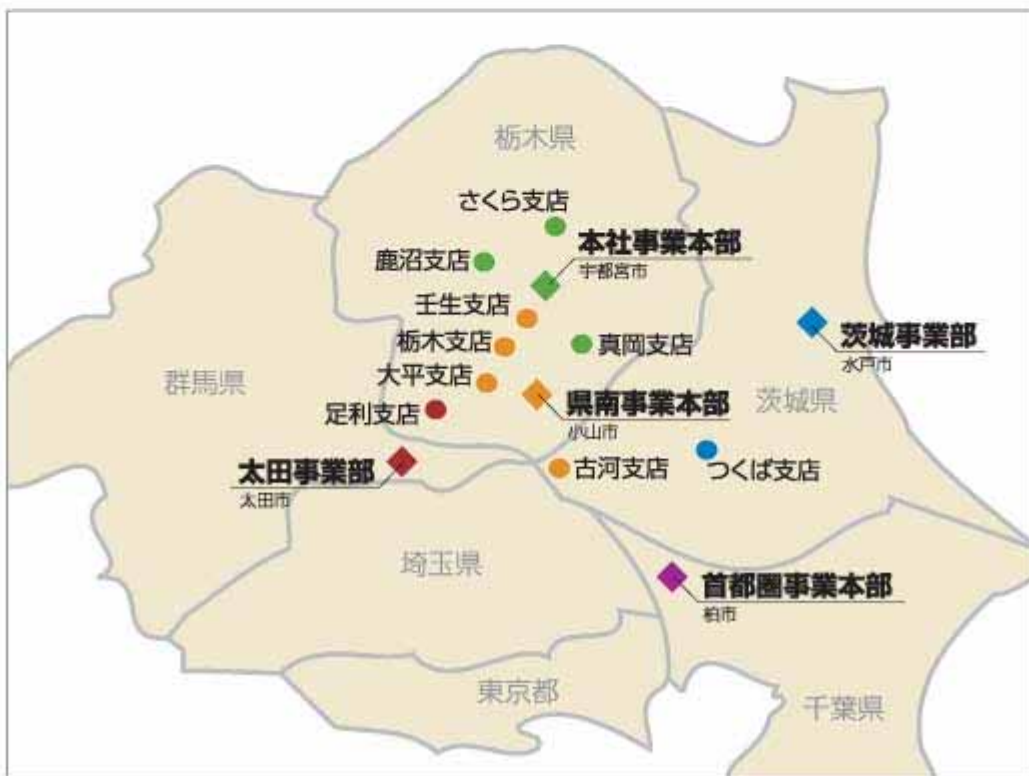 栃木県
さくら支店
本社事業本部
宇都宮市
鹿沼支店
壬生支店
茨城事業部
水戸市
栃木支店
真岡支店
群馬県
大平支店
県南事業本部
小山市
茨城県
足利支店
太田事業部
太田市
古河支店
つくば支店
埼玉県
首都圏事業本部
柏市
東京都
千葉県